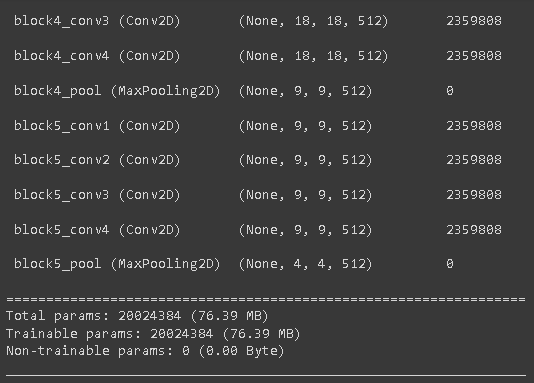 block4_conv3 (Conv2D) (None, 18, 18, 512) 2359808
block4_conv4 (Conv2D) (None, 18, 18, 512) 2359808
block4_pool (MaxPooling2D) (None, 9, 9, 512) 0
block5_conv1 (Conv2D) (None, 9, 9, 512) 2359808
block5_conv2 (Conv2D) (None, 9, 9, 512) 2359808
block5_conv3 (Conv2D) (None, 9, 9, 512) 2359808
block5_conv4 (Conv2D) (None, 9, 9, 512) 2359808
block5_pool (MaxPooling2D) (None, 4, 4, 512) 0
=================================================================
Total params: 20024384 (76.39 MB)
Trainable params: 20024384 (76.39 MB)
Non-trainable params: 0 (0.00 Byte)
_________________________________________________________________